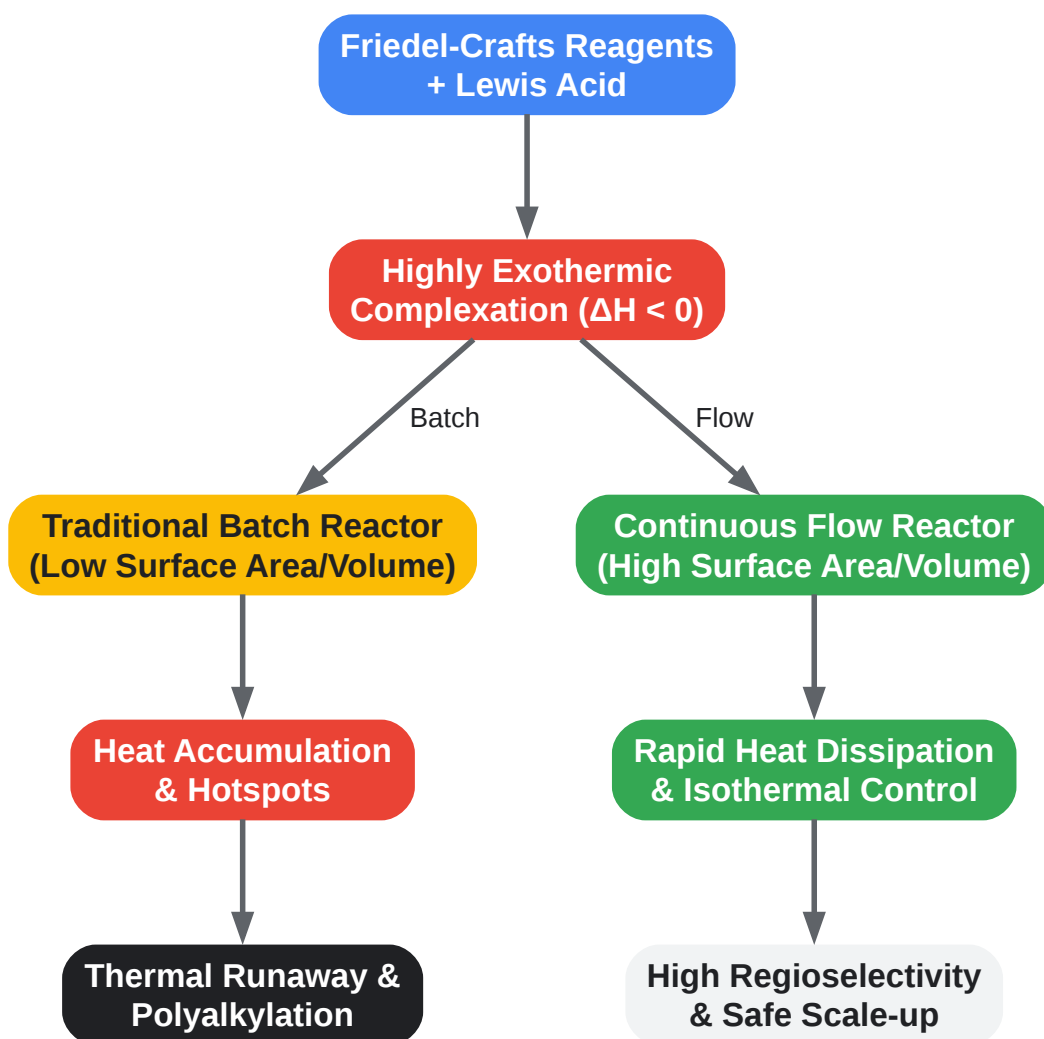 Friedel-Crafts Reagents
+ Lewis Acid
Highly Exothermic
Complexation (ΔH < 0)
Batch
Flow
Traditional Batch Reactor
(Low Surface Area/Volume)
Continuous Flow Reactor
(High Surface Area/Volume)
Heat Accumulation
& Hotspots
Rapid Heat Dissipation
& Isothermal Control
Thermal Runaway &
Polyalkylation
High Regioselectivity
& Safe Scale-up